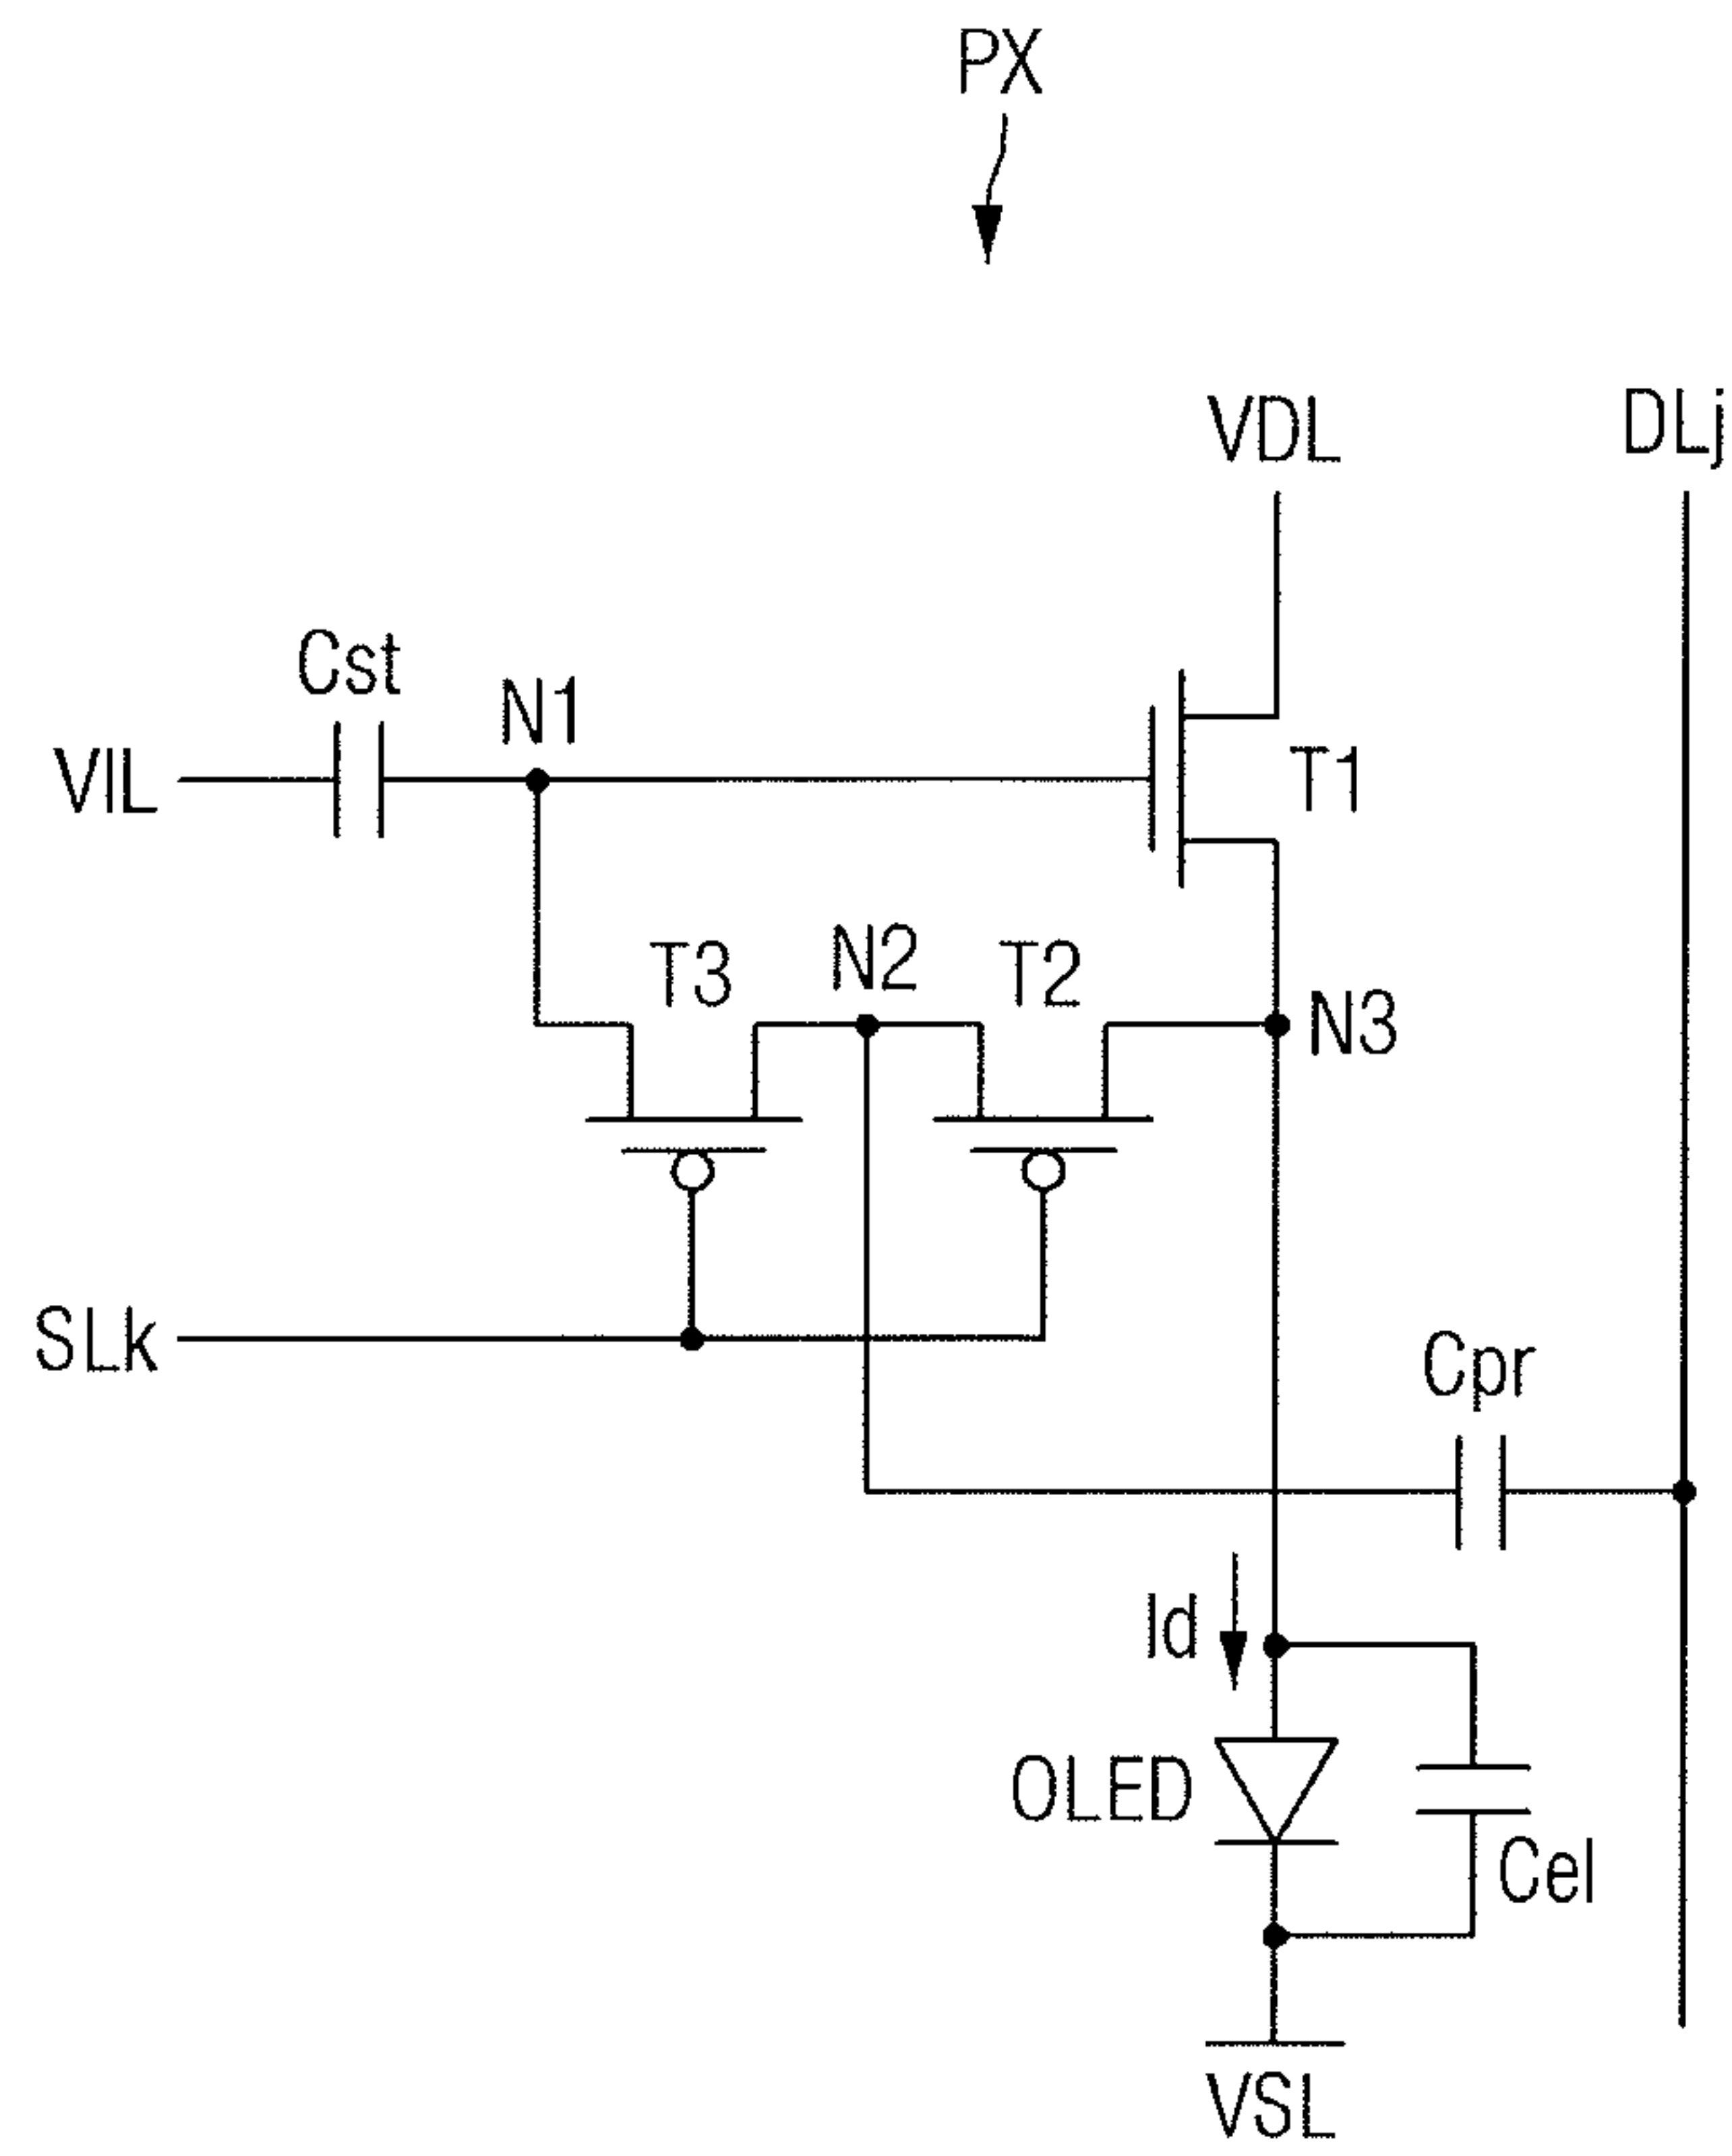 PX
VDL
DLj
Cst
N1
VIL
T1
T3
N2
T2
N3
SLk
Cpr
Id
OLED
Cel
VSL